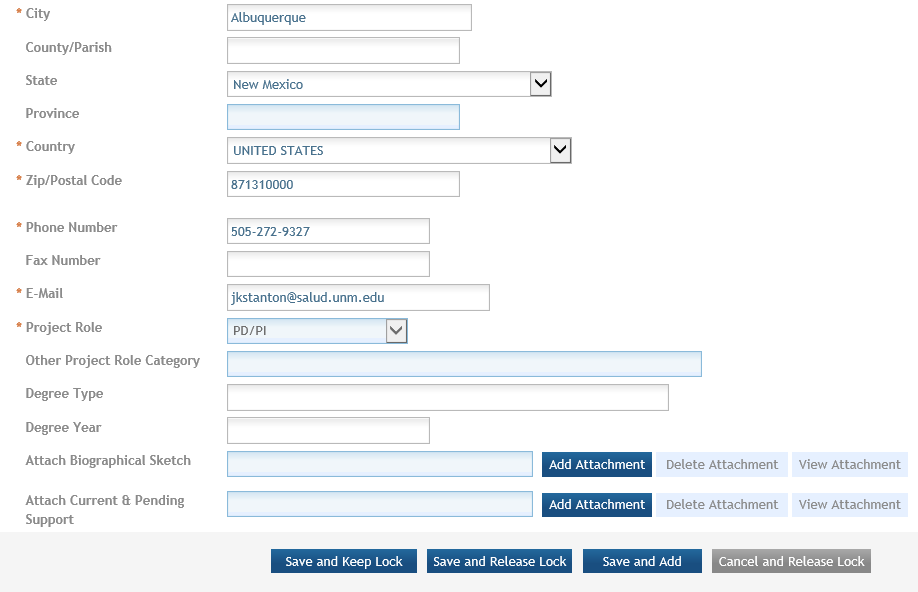 * City Albuquerque
County/Parish
State New Mexico
Province
* Country UNITED STATES
* Zip/Postal Code 871310000
* Phone Number 505-272-9327
Fax Number
* E-Mail jkstanton@salud.unm.edu
* Project Role PD/PI
Other Project Role Category
Degree Type
Degree Year
Attach Biographical Sketch Add Attachment Delete Attachment View Attachment
Attach Current & Pending
Support Add Attachment Delete Attachment View Attachment
Save and Keep Lock Save and Release Lock Save and Add Cancel and Release Lock